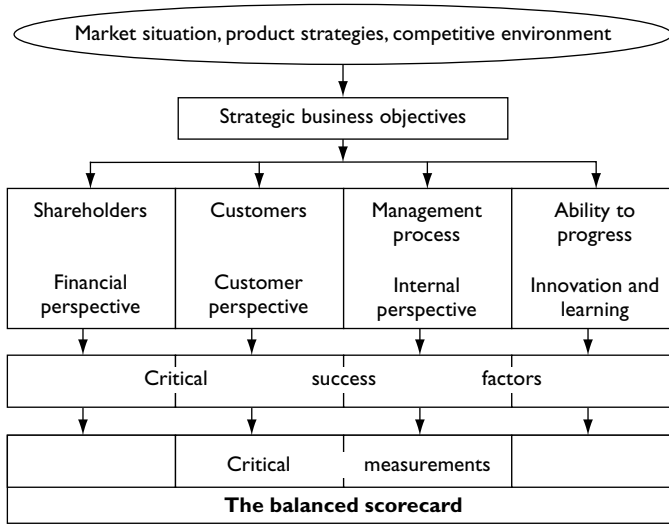 Market situation, product strategies, competitive environment
Strategic business objectives
Shareholders
Financial
perspective
Customers
Customer
perspective
Management
process
Internal
perspective
Ability to
progress
Innovation and
learning
Critical success factors
Critical measurements
The balanced scorecard